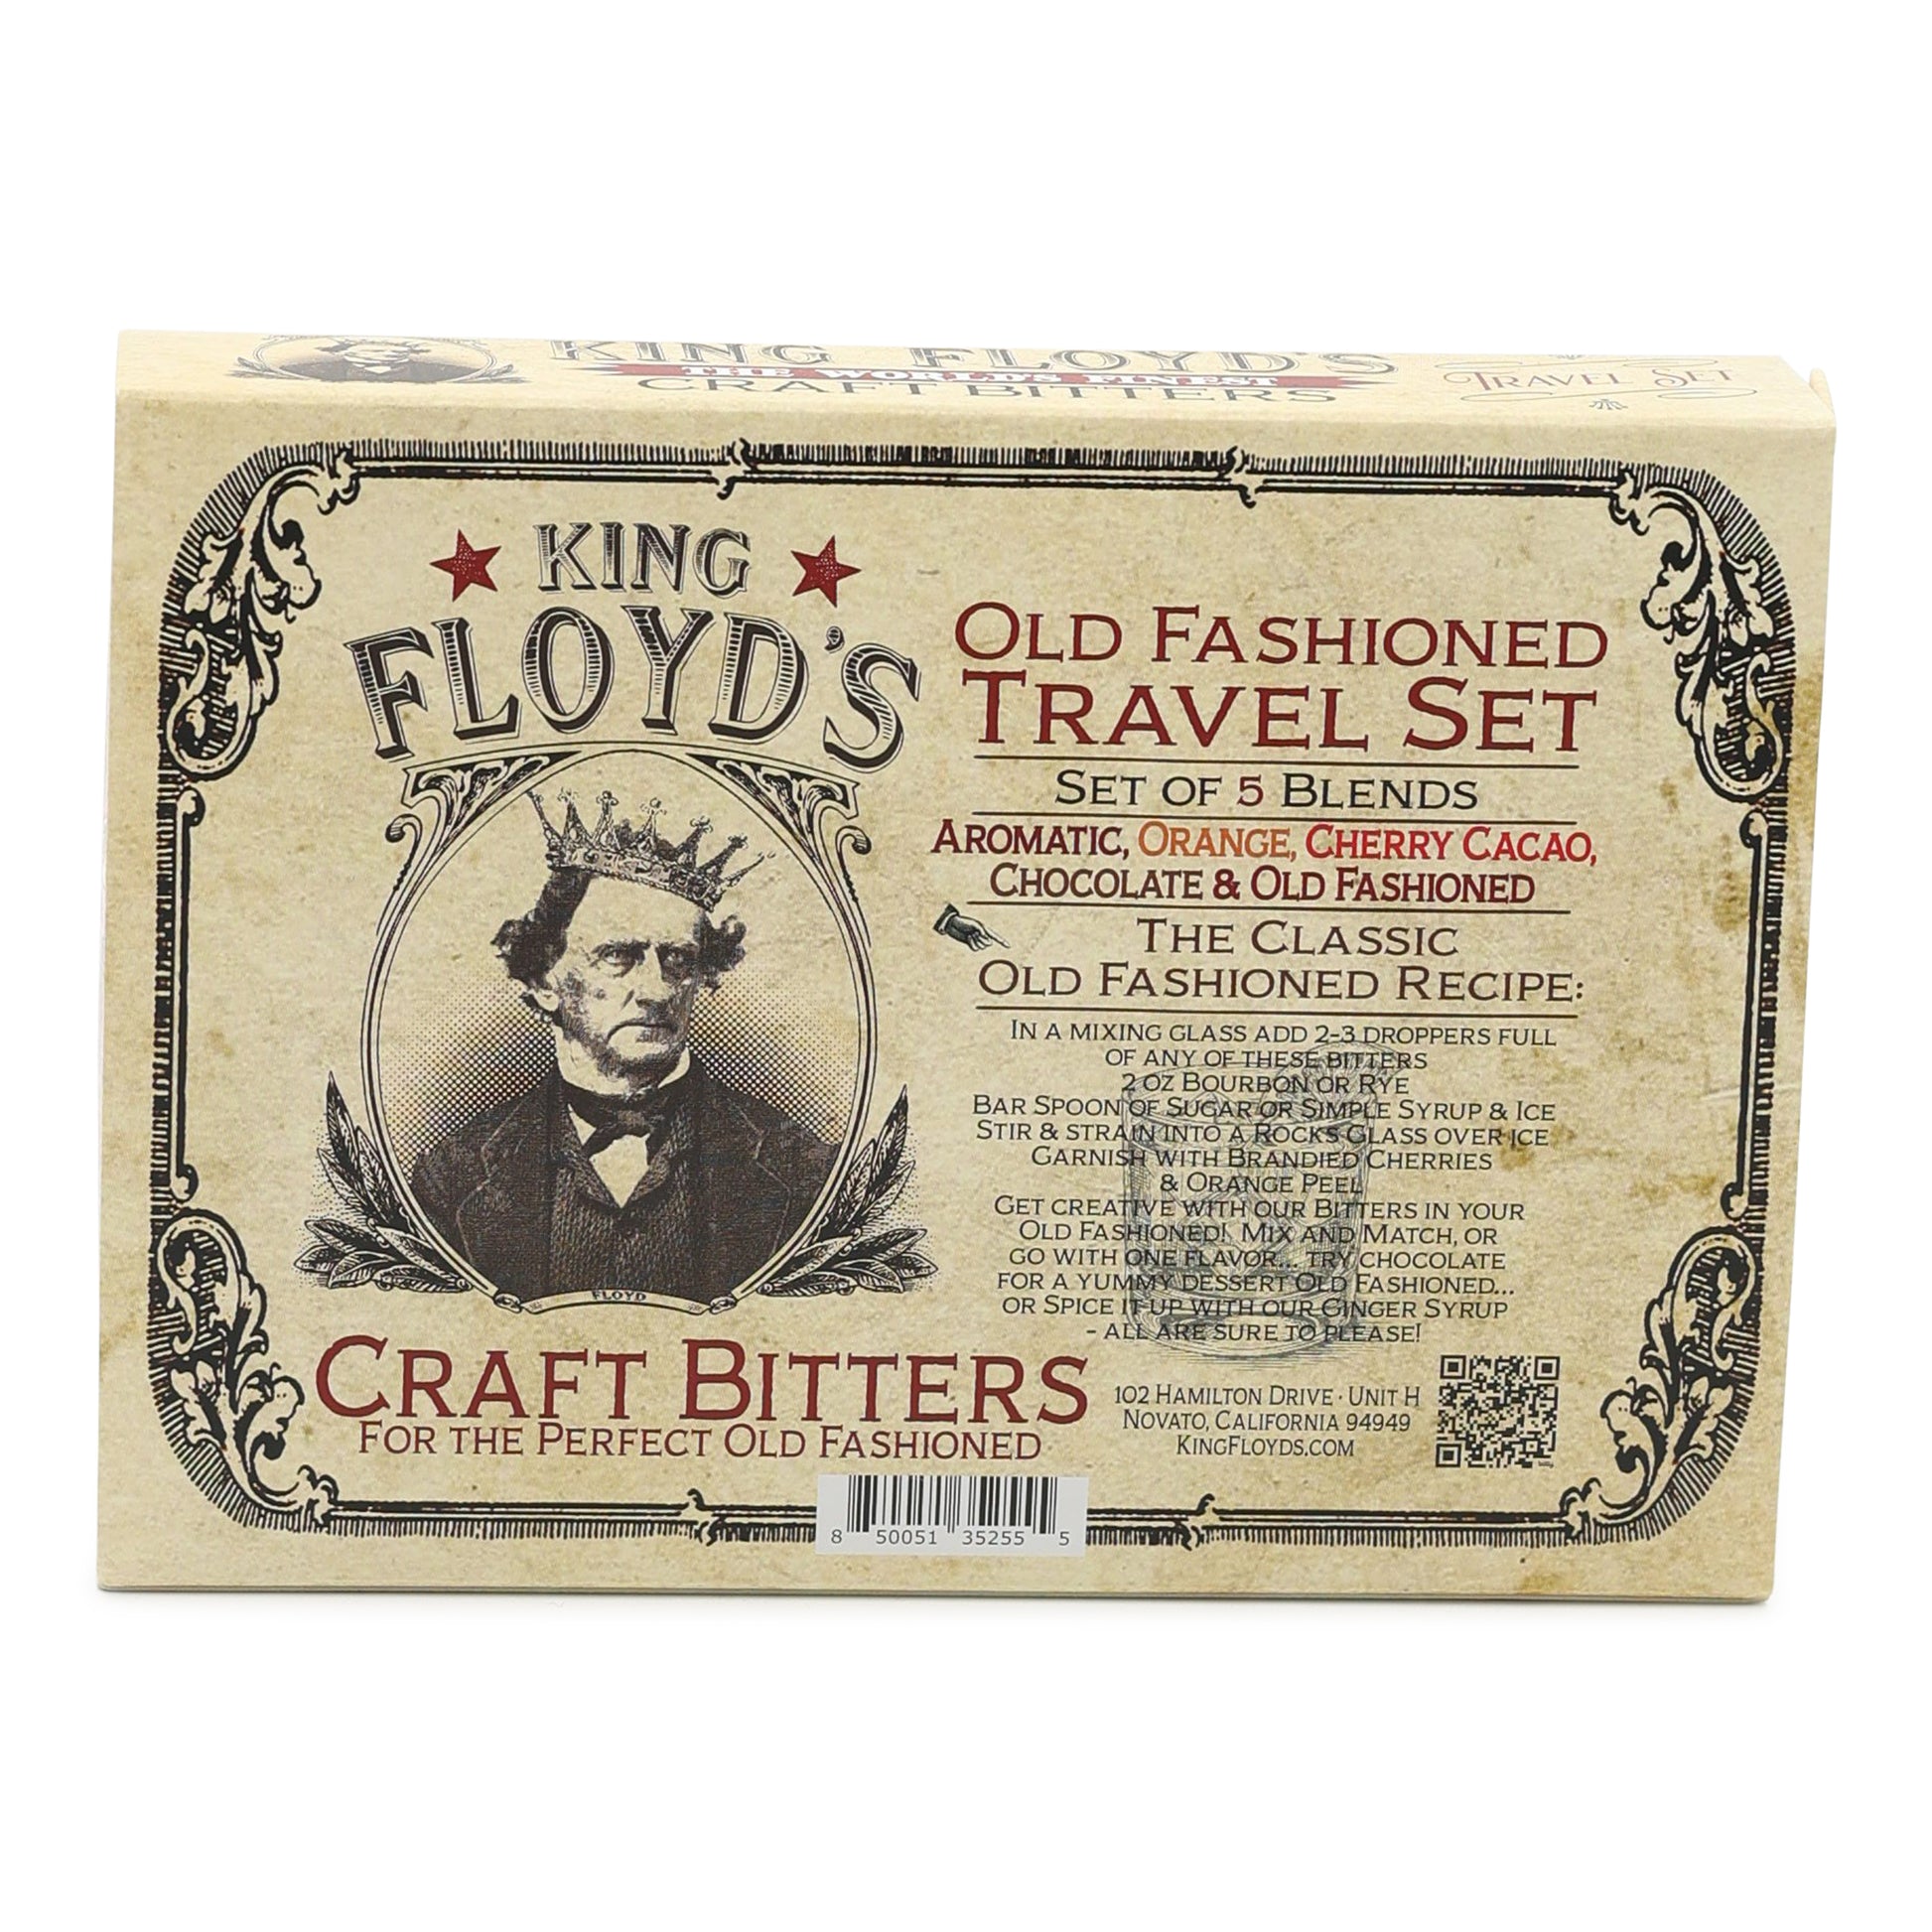 KING FLOYD'S
THE WORLD'S FINEST
CRAFT BITTERS
TRAVEL SET
KING
FLOYD'S
FLOYD
CRAFT BITTERS
FOR THE PERFECT OLD FASHIONED
OLD FASHIONED
TRAVEL SET
SET OF 5 BLENDS
AROMATIC, ORANGE, CHERRY CACAO,
CHOCOLATE & OLD FASHIONED
THE CLASSIC
OLD FASHIONED RECIPE:
IN A MIXING GLASS ADD 2-3 DROPPERS FULL
OF ANY OF THESE BITTERS
2 OZ BOURBON OR RYE
BAR SPOON OF SUGAR OR SIMPLE SYRUP & ICE
STIR & STRAIN INTO A ROCKS GLASS OVER ICE
GARNISH WITH BRANDIED CHERRIES
& ORANGE PEEL
GET CREATIVE WITH OUR BITTERS IN YOUR
OLD FASHIONED! MIX AND MATCH, OR
GO WITH ONE FLAVOR... TRY CHOCOLATE
FOR A YUMMY DESSERT OLD FASHIONED...
OR SPICE IT UP WITH OUR GINGER SYRUP
- ALL ARE SURE TO PLEASE!
102 HAMILTON DRIVE · UNIT H
NOVATO, CALIFORNIA 94949
KINGFLOYDS.COM
8 50051 35255 5